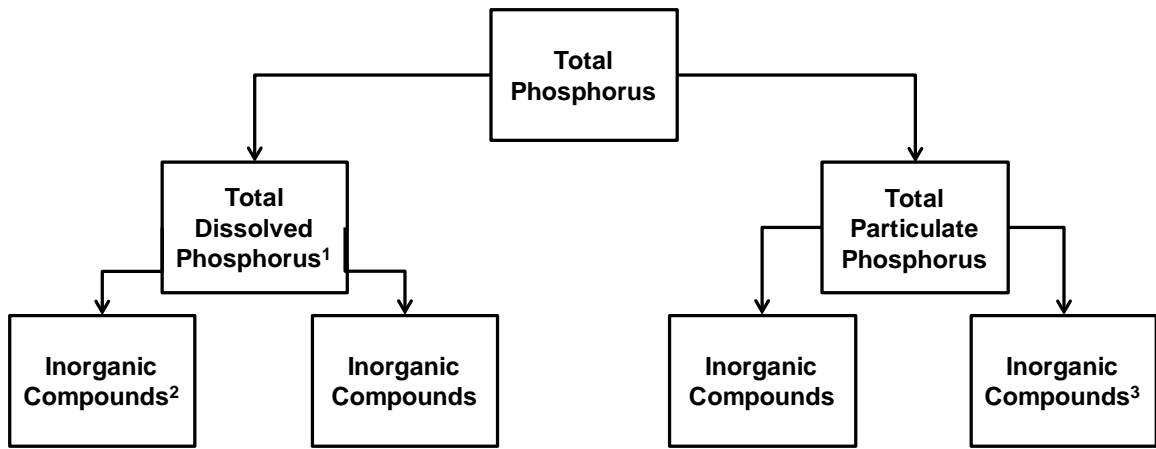 Total
Phosphorus
Total
Dissolved
Phosphorus¹
Total
Particulate
Phosphorus
Inorganic
Compounds²
Inorganic
Compounds
Inorganic
Compounds
Inorganic
Compounds³